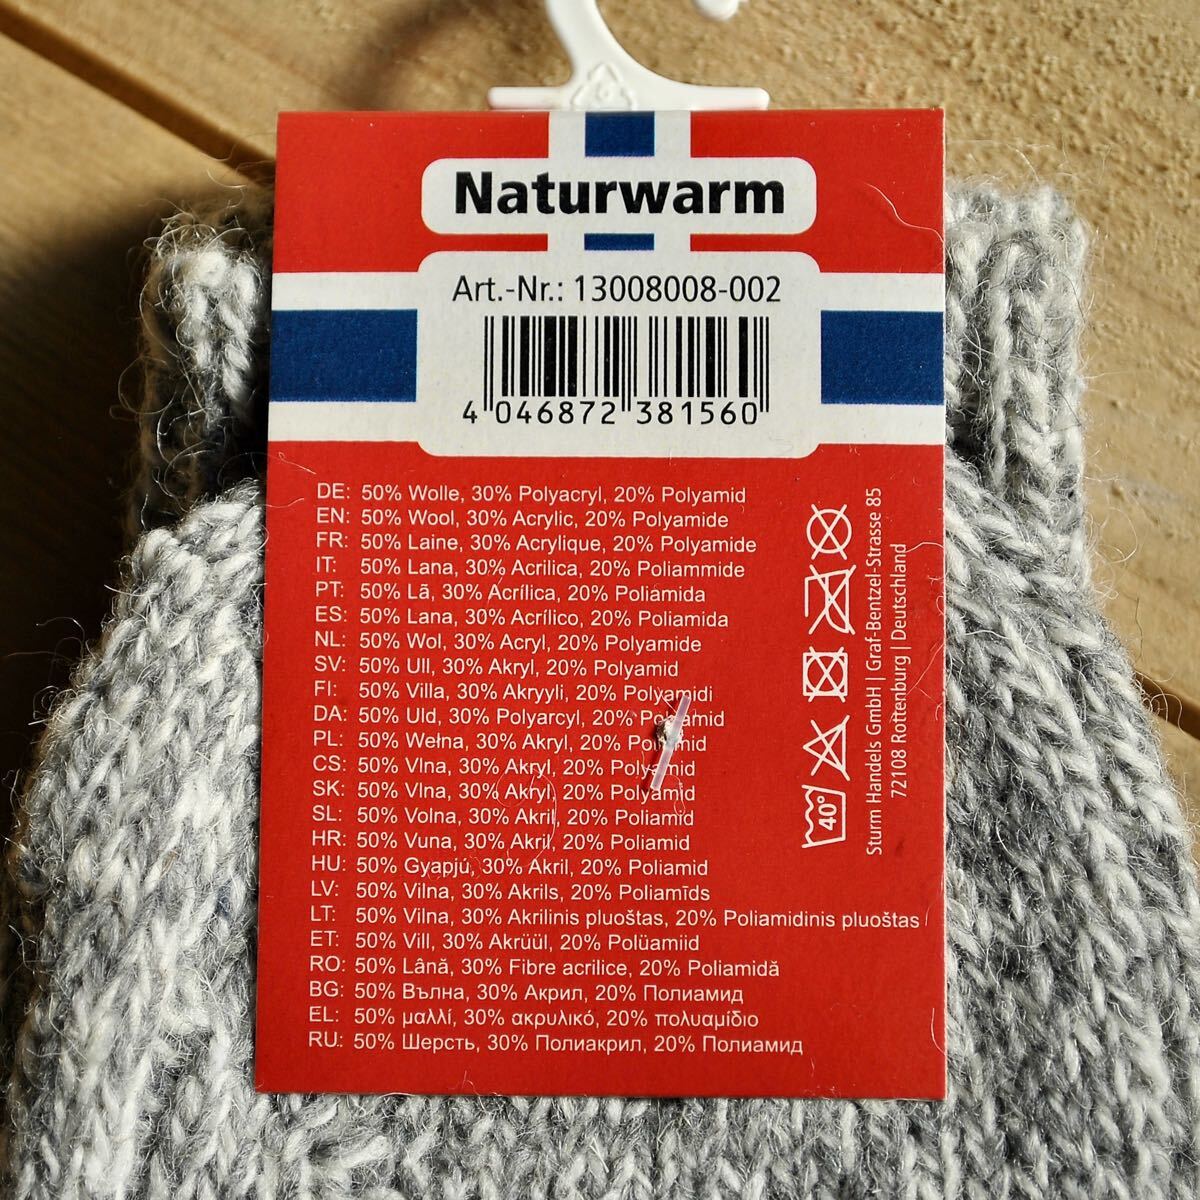 Naturwarm
Art.-Nr.: 13008008-002
4 046872 381560
DE: 50% Wolle, 30% Polyacryl, 20% Polyamid
EN: 50% Wool, 30% Acrylic, 20% Polyamide
FR: 50% Laine, 30% Acrylique, 20% Polyamide
IT: 50% Lana, 30% Acrilica, 20% Poliammide
PT: 50% Lã, 30% Acrílica, 20% Poliamida
ES: 50% Lana, 30% Acrílico, 20% Poliamida
NL: 50% Wol, 30% Acryl, 20% Polyamide
SV: 50% Ull, 30% Akryl, 20% Polyamid
FI: 50% Villa, 30% Akryyli, 20% Polyamidi
DA: 50% Uld, 30% Polyarcyl, 20% Polyamid
PL: 50% Wełna, 30% Akryl, 20%
CS: 50% Vlna, 30% Akryl, 20% Polyamid
SK: 50% Vlna, 30% Akryl, 20% Polyamid
SL: 50% Volna, 30% Akril, 20% Poliamid
HR: 50% Vuna, 30% Akril, 20% Poliamid
HU: 50% Gyapjú, 30% Akril, 20% Poliamid
LV: 50% Vilna, 30% Akrils, 20% Poliamīds
LT: 50% Vilna, 30% Akrilinis pluoštas, 20% Poliamidinis pluoštas
ET: 50% Vill, 30% Akrüül, 20% Polüamiid
RO: 50% Lână, 30% Fibre acrilice, 20% Poliamidă
BG: 50% Вълна, 30% Акрил, 20% Полиамид
EL: 50% μαλλί, 30% ακρυλικό, 20% πολυαμίδιο
RU: 50% Шерсть, 30% Полиакрил, 20% Полиамид
40°
Sturm Handels GmbH | Graf-Bentzel-Strasse 85
72108 Rottenburg | Deutschland